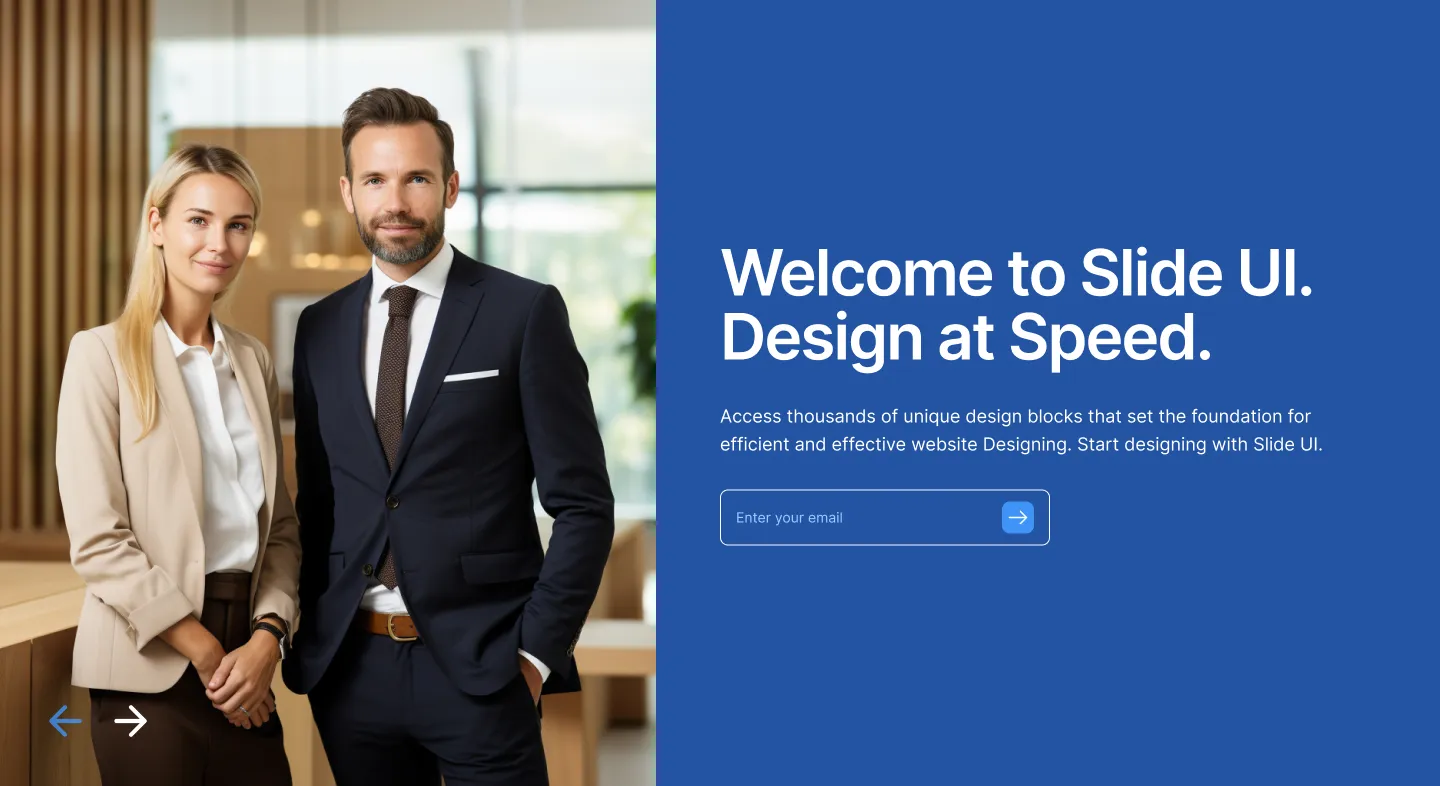 Welcome to Slide UI.
Design at Speed.
Access thousands of unique design blocks that set the foundation for
efficient and effective website Designing. Start designing with Slide UI.
Enter your email